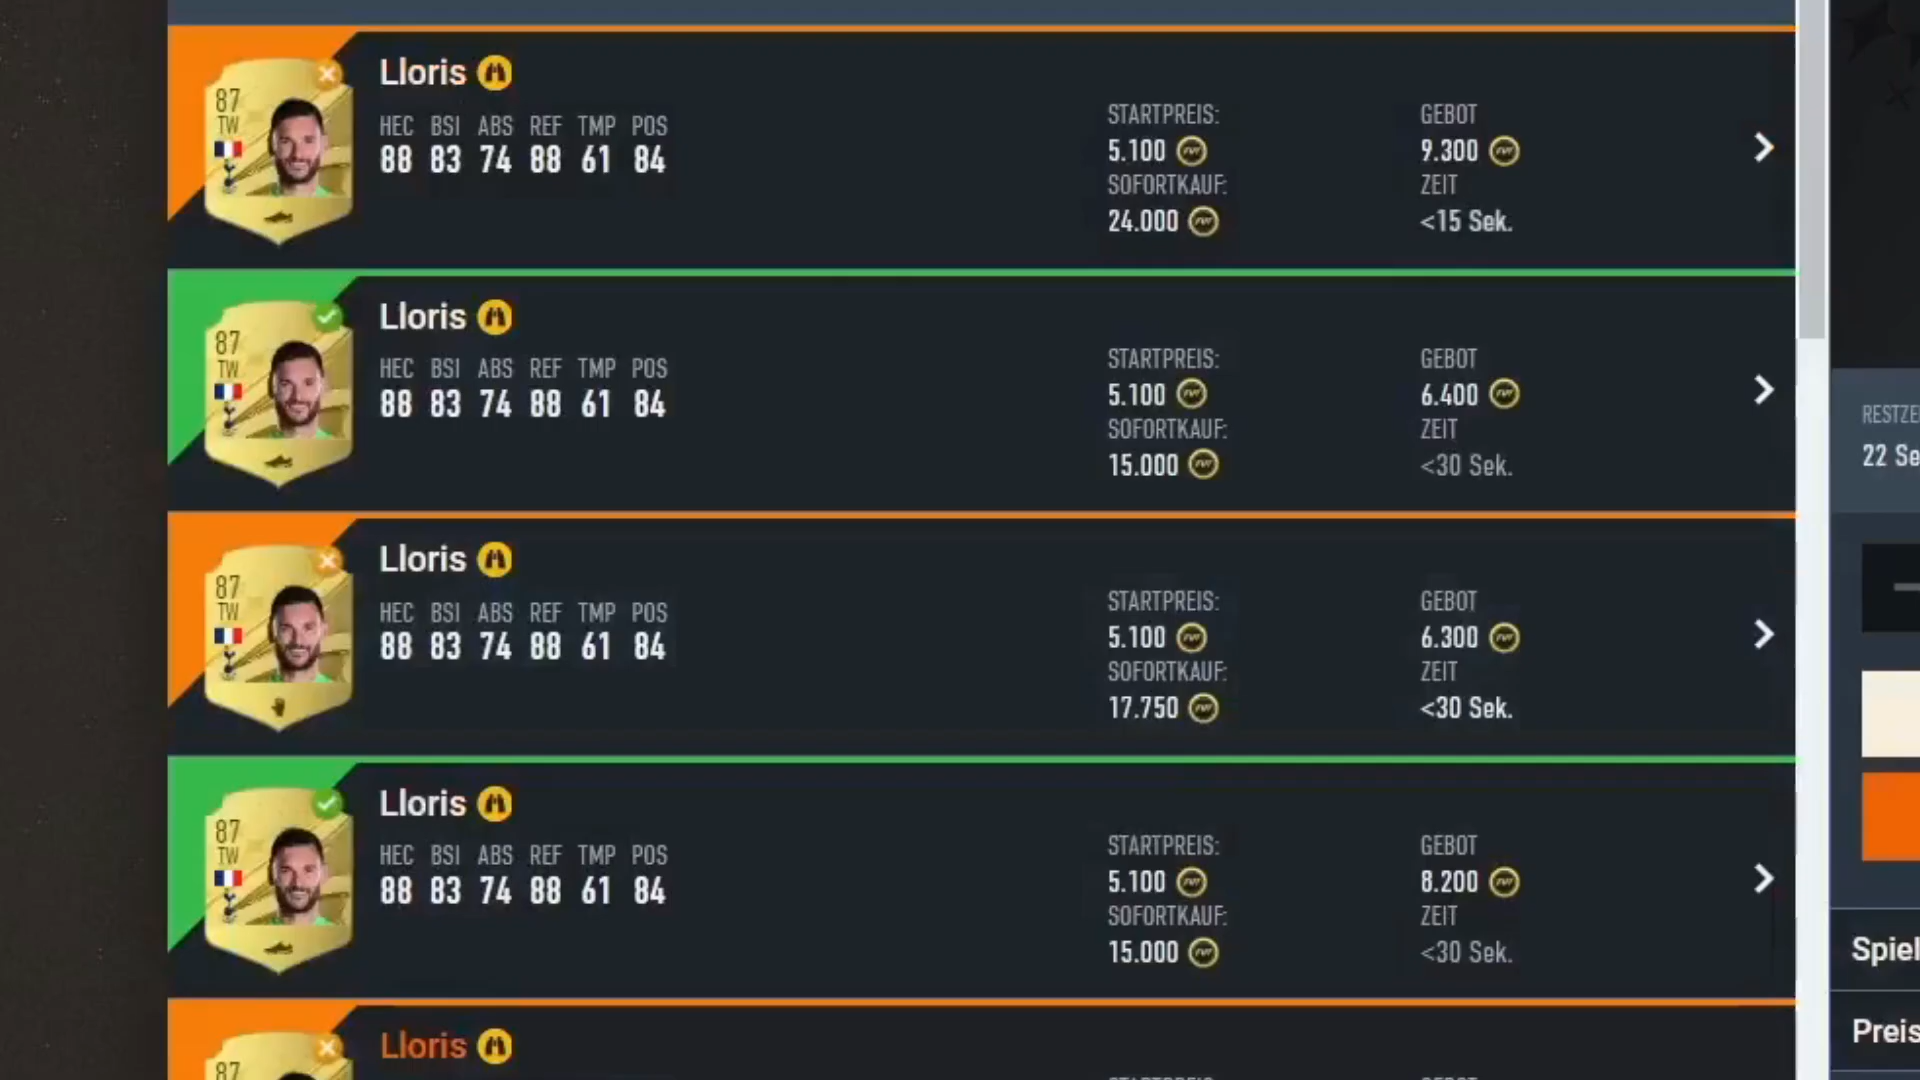 Lloris
87
TW
HEC BSI ABS REF TMP POS
88 83 74 88 61 84
STARTPREIS:
5.100
SOFORTKAUF:
24.000
GEBOT
9.300
ZEIT
<15 Sek.
Lloris
87
TW
HEC BSI ABS REF TMP POS
88 83 74 88 61 84
STARTPREIS:
5.100
SOFORTKAUF:
15.000
GEBOT
6.400
ZEIT
<30 Sek.
Lloris
87
TW
HEC BSI ABS REF TMP POS
88 83 74 88 61 84
STARTPREIS:
5.100
SOFORTKAUF:
17.750
GEBOT
6.300
ZEIT
<30 Sek.
Lloris
87
TW
HEC BSI ABS REF TMP POS
88 83 74 88 61 84
STARTPREIS:
5.100
SOFORTKAUF:
15.000
GEBOT
8.200
ZEIT
<30 Sek.
Lloris
87
RESTZE
22 Se
Spiel
Preis